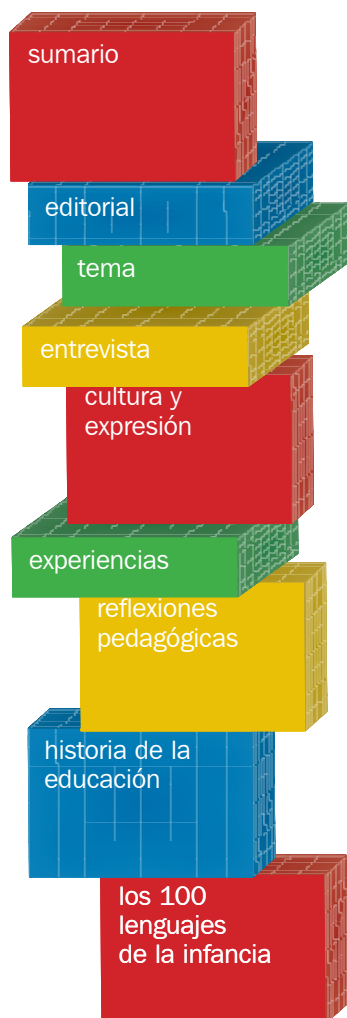 sumario
editorial
tema
entrevista
cultura y
expresión
experiencias
reflexiones
pedagógicas
historia de la
educación
los 100
lenguajes
de la infancia